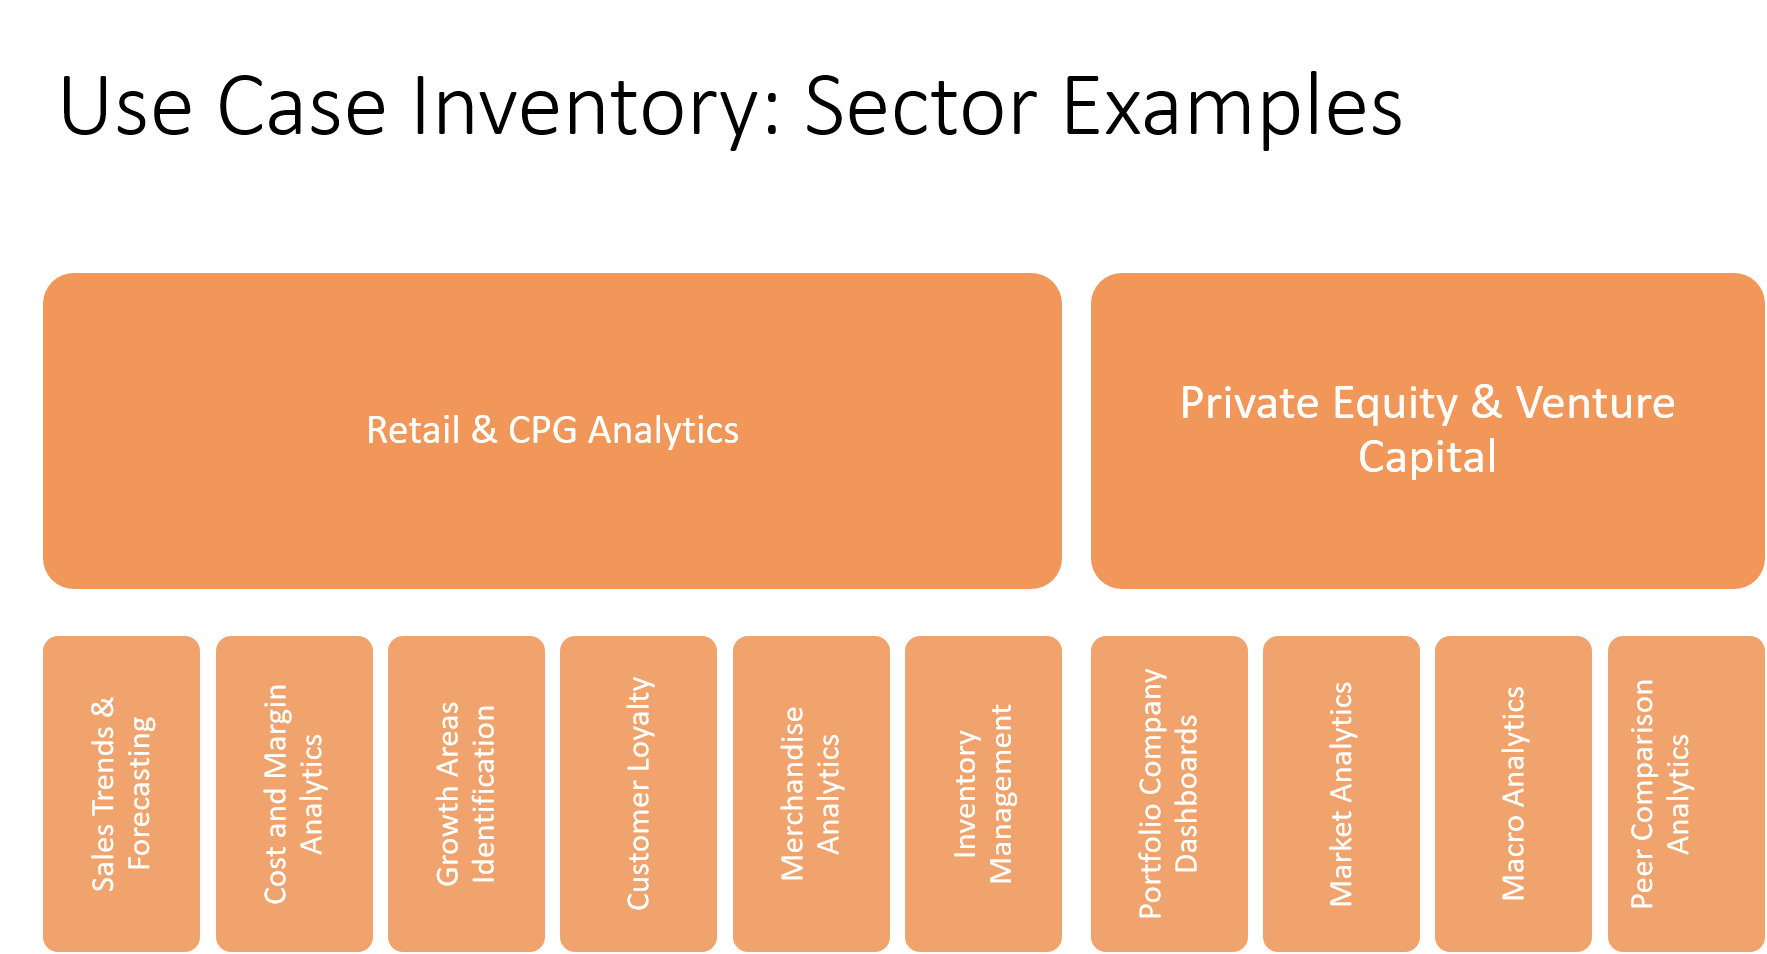 Use Case Inventory: Sector Examples
Retail & CPG Analytics
Private Equity & Venture
Capital
Sales Trends &
Forecasting
Cost and Margin
Analytics
Growth Areas
Identification
Customer Loyalty
Merchandise
Analytics
Inventory
Management
Portfolio Company
Dashboards
Market Analytics
Macro Analytics
Peer Comparison
Analytics